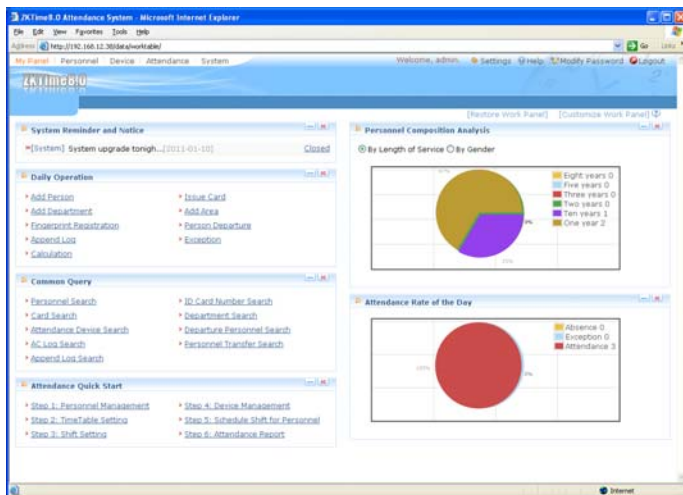 ZKTime8.0 Attendance System - Microsoft Internet Explorer
File Edit View Favorites Tools Help
Address http://192.168.12.38/data/worktable/ Go Links
My Panel Personnel Device Attendance System Welcome, admin Settings Help Modify Password Logout
ZKTime8.0
[Restore Work Panel] [Customize Work Panel]
System Reminder and Notice
[System] System upgrade tonigh...[2011-01-10] Closed
Daily Operation
Add Person Issue Card
Add Department Add Area
Fingerprint Registration Person Departure
Append Log Exception
Calculation
Common Query
Personnel Search ID Card Number Search
Card Search Department Search
Attendance Device Search Departure Personnel Search
AC Log Search Personnel Transfer Search
Append Log Search
Attendance Quick Start
Step 1: Personnel Management Step 4: Device Management
Step 2: TimeTable Setting Step 5: Schedule Shift for Personnel
Step 3: Shift Setting Step 6: Attendance Report
Personnel Composition Analysis
By Length of Service By Gender
Eight years 0
Five years 0
Three years 0
Two years 0
Ten years 1
One year 2
0%
Attendance Rate of the Day
Absence 0
Exception 0
Attendance 3
100%
0%
Internet